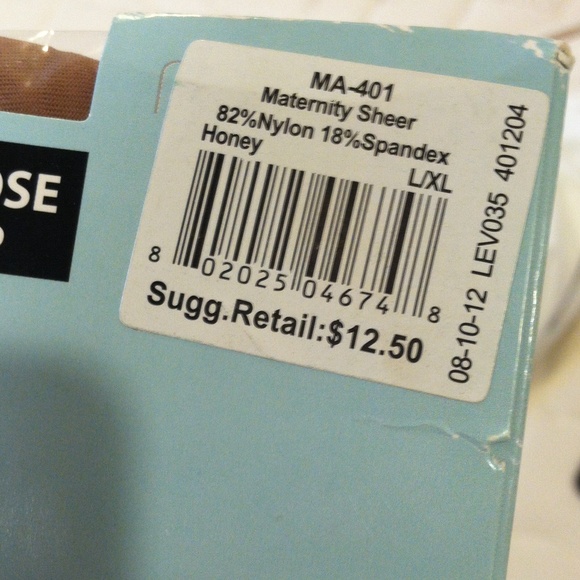 MA-401
Maternity Sheer
82%Nylon 18%Spandex
Honey
L/XL
8 02025 04674 8
Sugg.Retail:$12.50
08-10-12 LEV035 401204
OSE